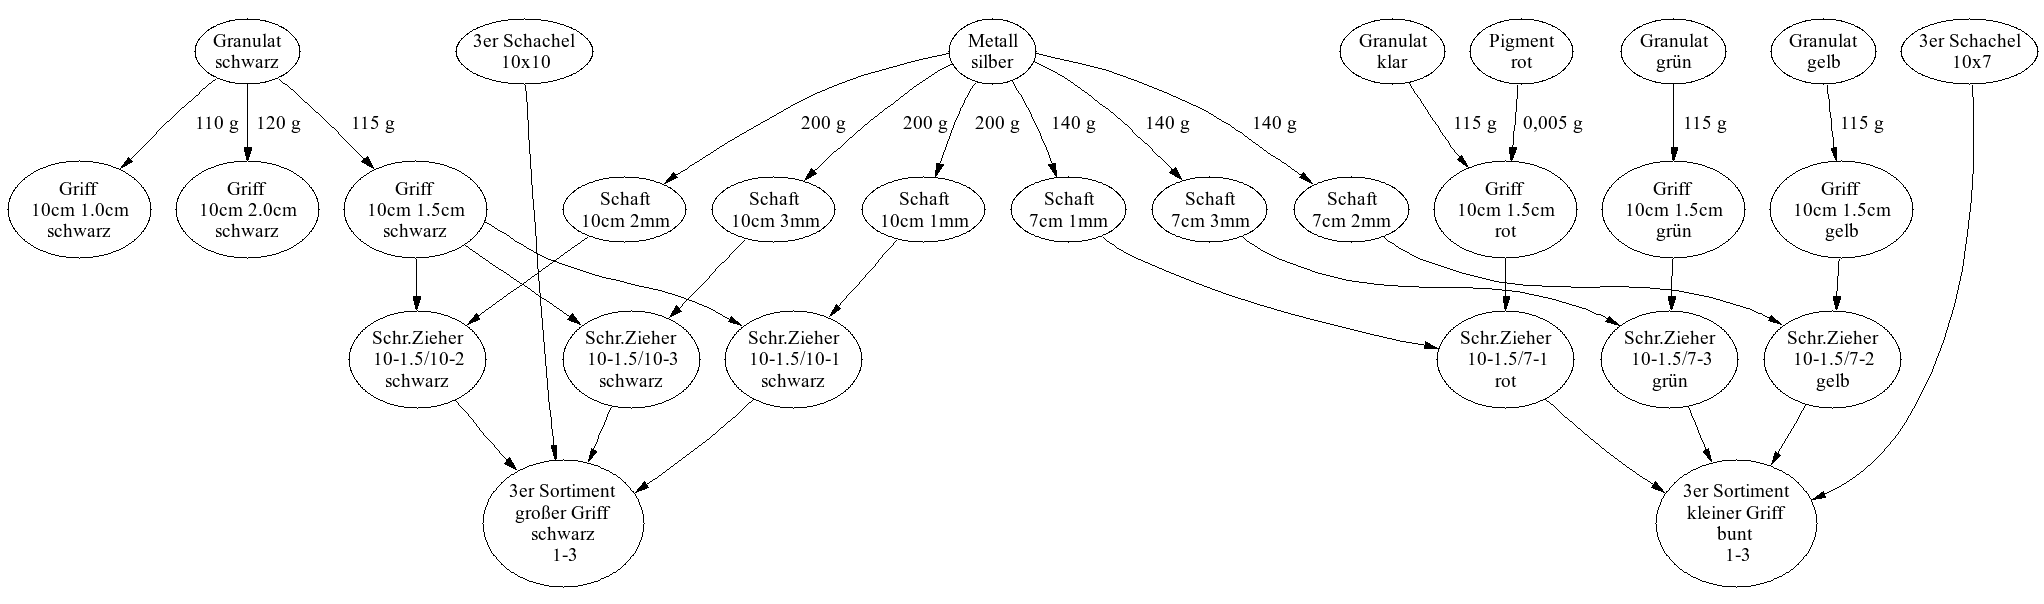 Granulat
schwarz
3er Schachel
10x10
Metall
silber
Granulat
klar
Pigment
rot
Granulat
grün
Granulat
gelb
3er Schachel
10x7
110 g
120 g
115 g
200 g
200 g
200 g
140 g
140 g
140 g
115 g
0,005 g
115 g
115 g
Griff
10cm 1.0cm
schwarz
Griff
10cm 2.0cm
schwarz
Griff
10cm 1.5cm
schwarz
Schaft
10cm 2mm
Schaft
10cm 3mm
Schaft
10cm 1mm
Schaft
7cm 1mm
Schaft
7cm 3mm
Schaft
7cm 2mm
Griff
10cm 1.5cm
rot
Griff
10cm 1.5cm
grün
Griff
10cm 1.5cm
gelb
Schr.Zieher
10-1.5/10-2
schwarz
Schr.Zieher
10-1.5/10-3
schwarz
Schr.Zieher
10-1.5/10-1
schwarz
Schr.Zieher
10-1.5/7-1
rot
Schr.Zieher
10-1.5/7-3
grün
Schr.Zieher
10-1.5/7-2
gelb
3er Sortiment
großer Griff
schwarz
1-3
3er Sortiment
kleiner Griff
bunt
1-3